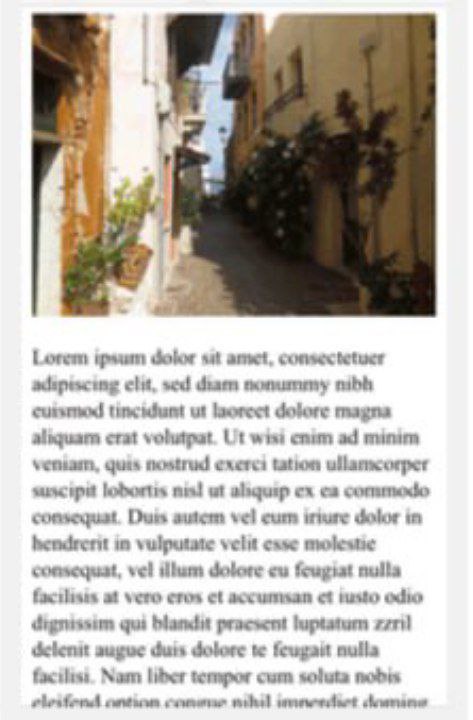 Lorem ipsum dolor sit amet, consectetuer
adipiscing elit, sed diam nonummy nibh
euismod tincidunt ut laoreet dolore magna
aliquam erat volutpat. Ut wisi enim ad minim
veniam, quis nostrud exerci tation ullamcorper
suscipit lobortis nisl ut aliquip ex ea commodo
consequat. Duis autem vel eum iriure dolor in
hendrerit in vulputate velit esse molestie
consequat, vel illum dolore eu feugiat nulla
facilisis at vero eros et accumsan et iusto odio
dignissim qui blandit praesent luptatum zzril
delenit augue duis dolore te feugait nulla
facilisi. Nam liber tempor cum soluta nobis
eleifend option congue nihil imperdiet doming